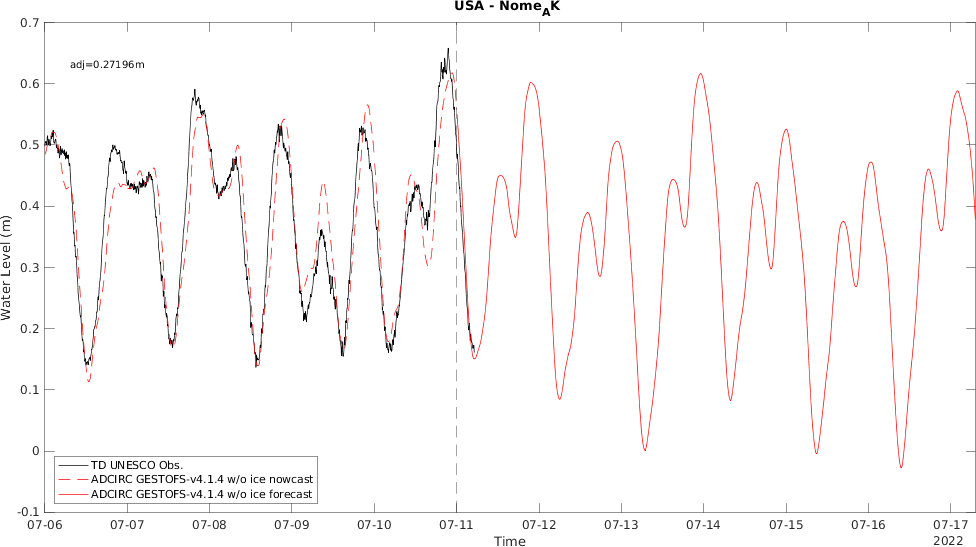 USA - Nome_AK
0.7
adj=0.27196m
0.6
0.5
0.4
0.3
0.2
0.1
0
-0.1
Water Level (m)
TD UNESCO Obs.
ADCIRC GESTOFS-v4.1.4 w/o ice nowcast
ADCIRC GESTOFS-v4.1.4 w/o ice forecast
07-06 07-07 07-08 07-09 07-10 07-11 07-12 07-13 07-14 07-15 07-16 07-17
Time 2022